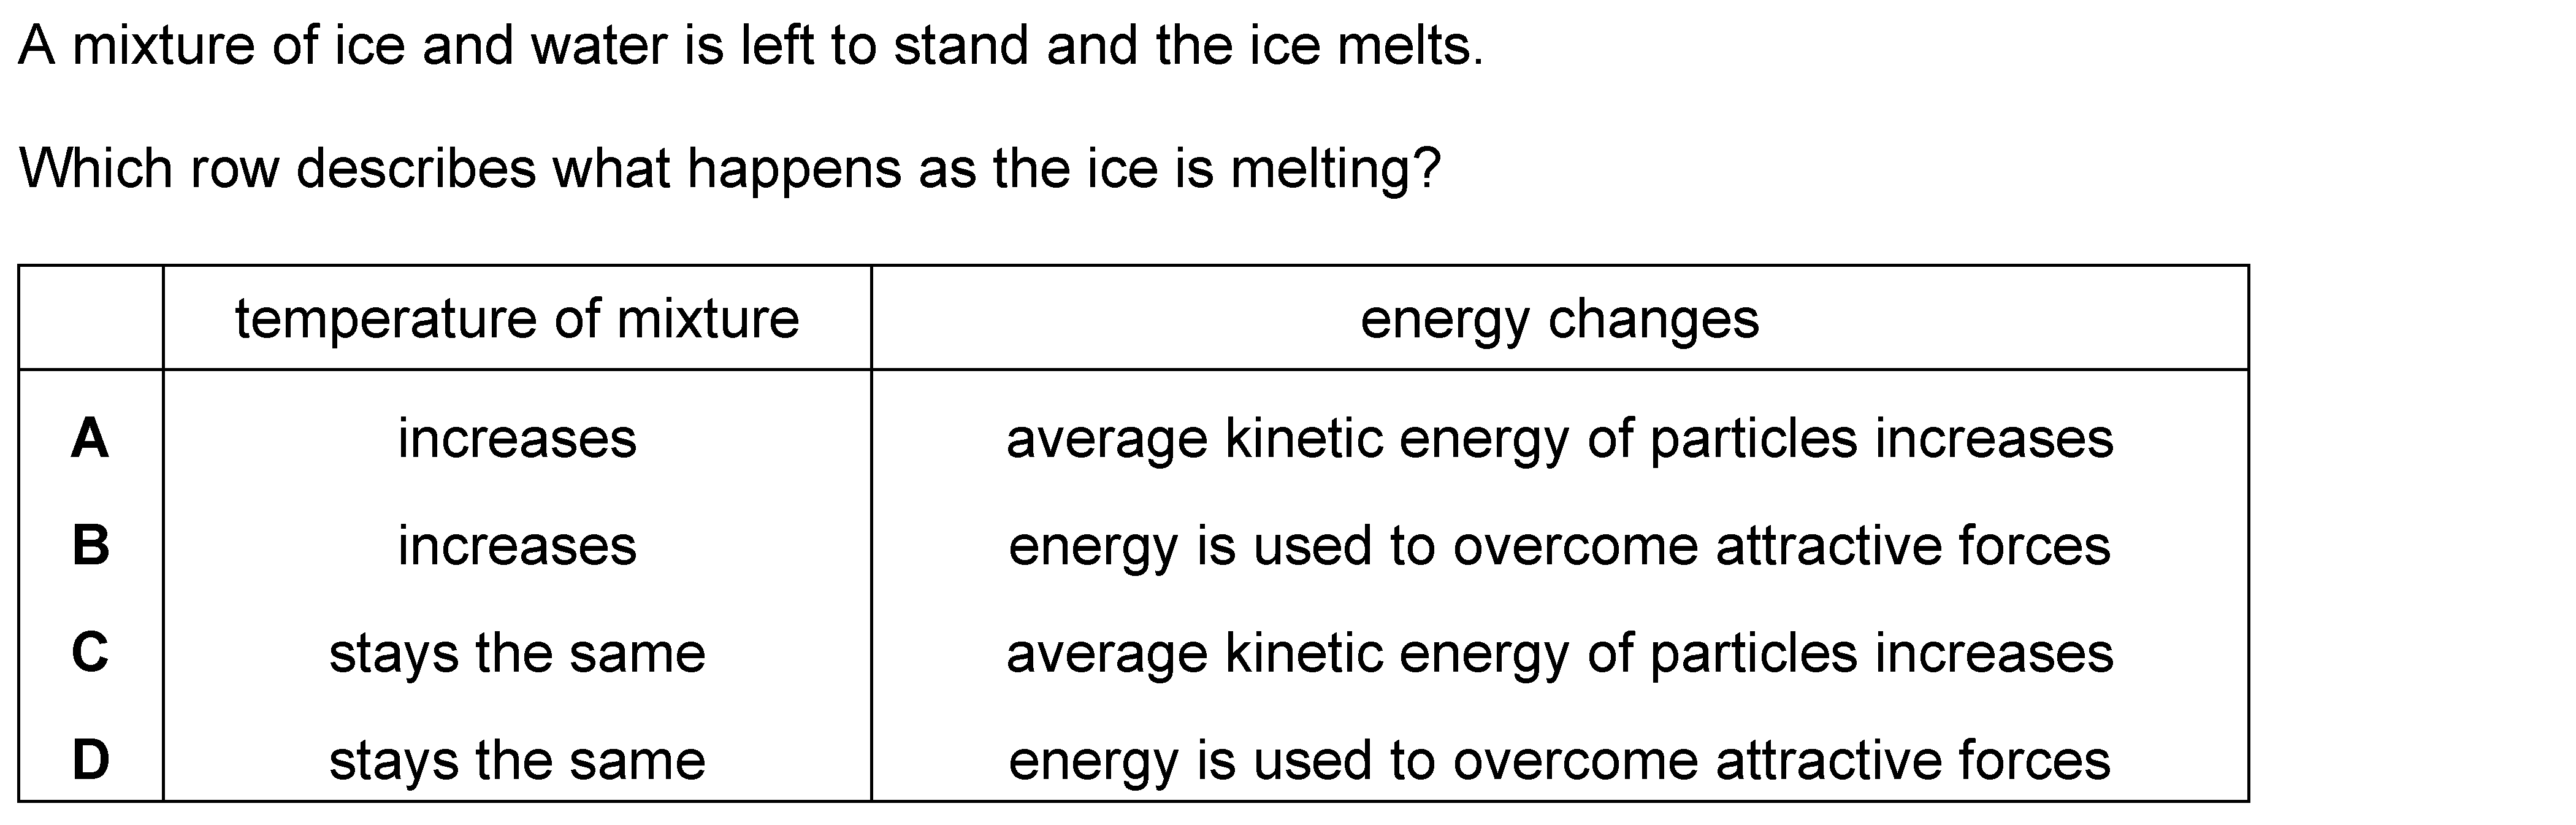 A mixture of ice and water is left to stand and the ice melts.
Which row describes what happens as the ice is melting?
temperature of mixture energy changes
A increases average kinetic energy of particles increases
B increases energy is used to overcome attractive forces
C stays the same average kinetic energy of particles increases
D stays the same energy is used to overcome attractive forces